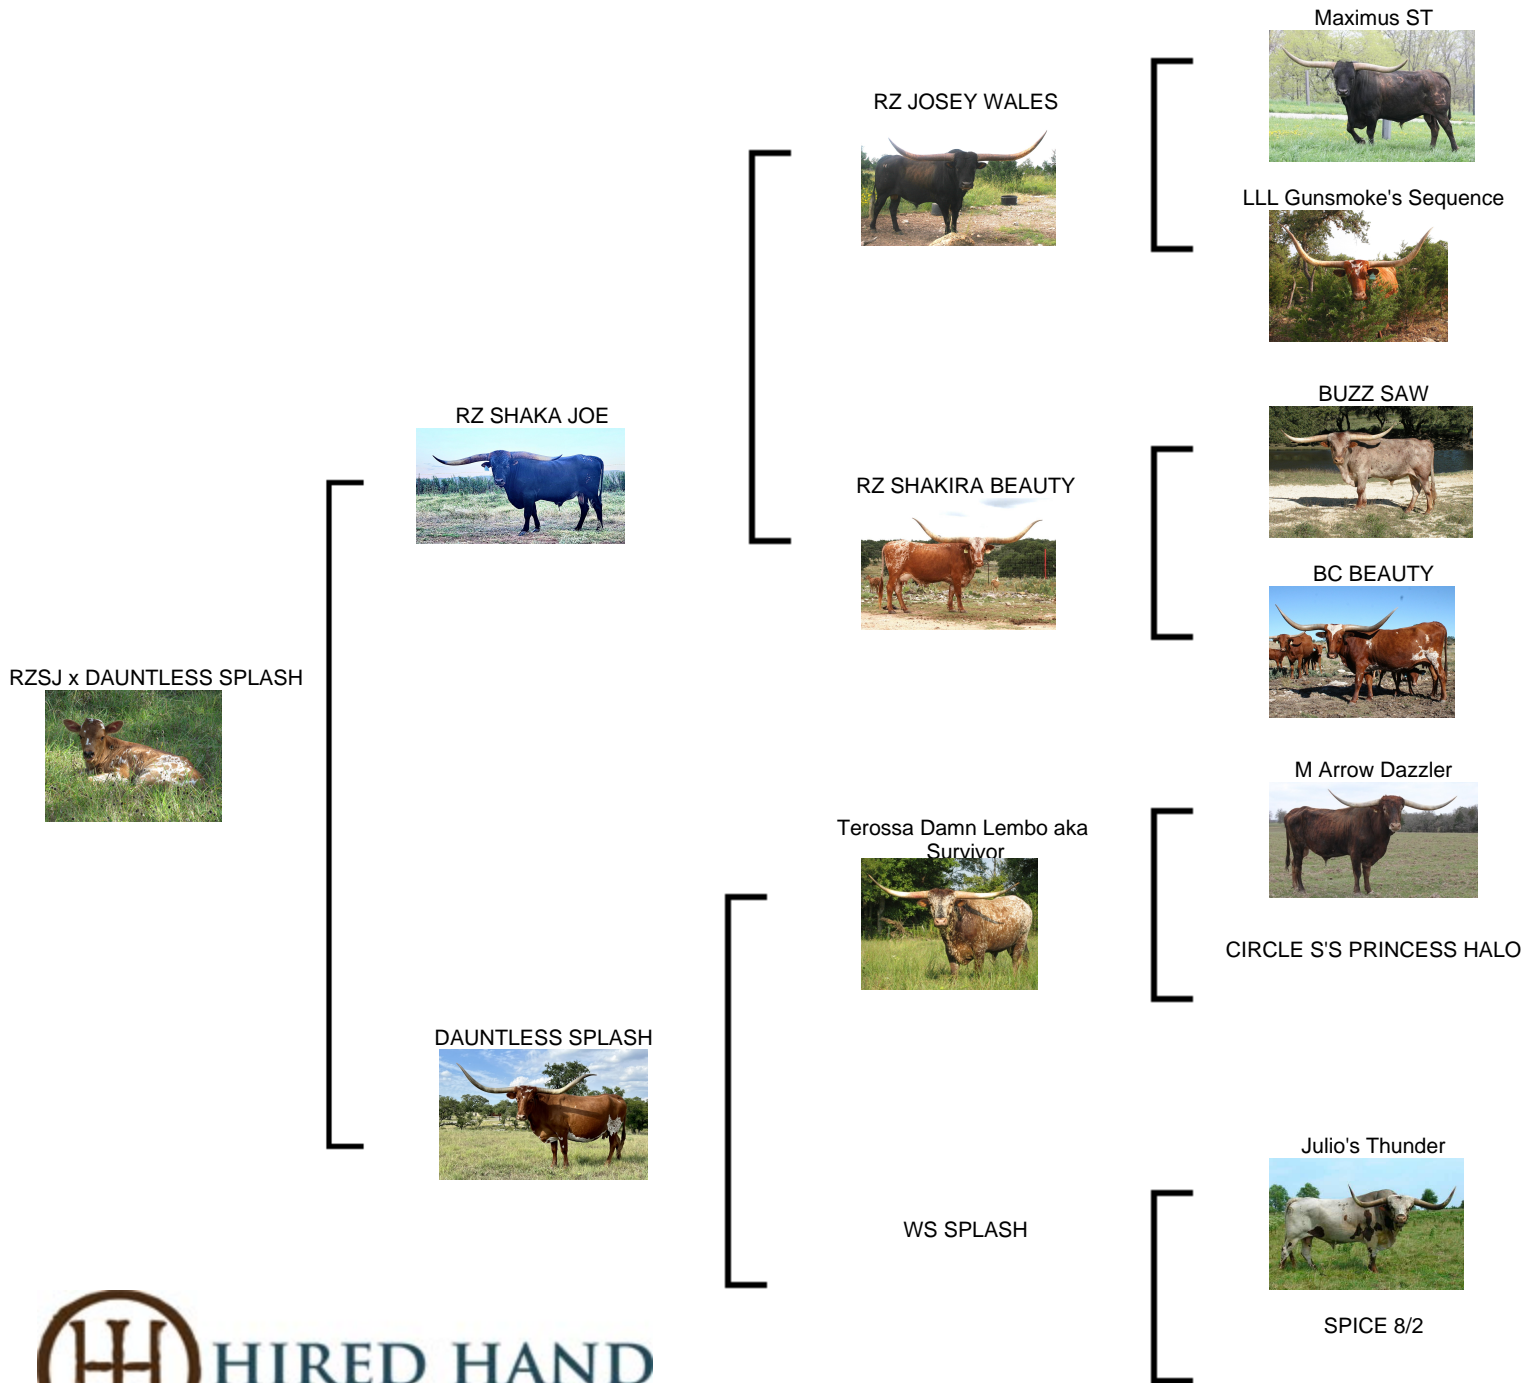 Maximus ST
RZ JOSEY WALES
LLL Gunsmoke's Sequence
BUZZ SAW
RZ SHAKA JOE
RZ SHAKIRA BEAUTY
BC BEAUTY
RZSJ x DAUNTLESS SPLASH
M Arrow Dazzler
Terossa Damn Lembo aka
Survivor
CIRCLE S'S PRINCESS HALO
DAUNTLESS SPLASH
Julio's Thunder
WS SPLASH
SPICE 8/2
HIRED HAND